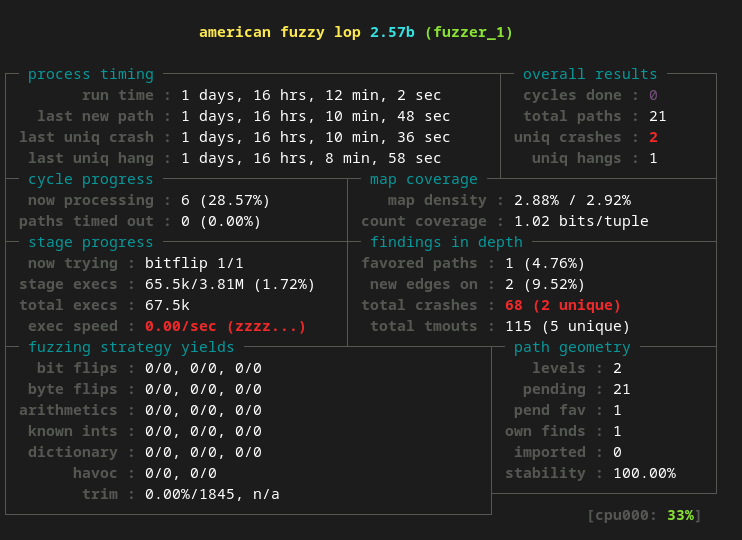 american fuzzy lop 2.57b (fuzzer_1)
process timing
run time : 1 days, 16 hrs, 12 min, 2 sec
last new path : 1 days, 16 hrs, 10 min, 48 sec
last uniq crash : 1 days, 16 hrs, 10 min, 36 sec
last uniq hang : 1 days, 16 hrs, 8 min, 58 sec
overall results
cycles done : 0
total paths : 21
uniq crashes : 2
uniq hangs : 1
cycle progress
now processing : 6 (28.57%)
paths timed out : 0 (0.00%)
map coverage
map density : 2.88% / 2.92%
count coverage : 1.02 bits/tuple
stage progress
now trying : bitflip 1/1
stage execs : 65.5k/3.81M (1.72%)
total execs : 67.5k
exec speed : 0.00/sec (zzzz...)
findings in depth
favored paths : 1 (4.76%)
new edges on : 2 (9.52%)
total crashes : 68 (2 unique)
total tmouts : 115 (5 unique)
fuzzing strategy yields
bit flips : 0/0, 0/0, 0/0
byte flips : 0/0, 0/0, 0/0
arithmetics : 0/0, 0/0, 0/0
known ints : 0/0, 0/0, 0/0
dictionary : 0/0, 0/0, 0/0
havoc : 0/0, 0/0
trim : 0.00%/1845, n/a
path geometry
levels : 2
pending : 21
pend fav : 1
own finds : 1
imported : 0
stability : 100.00%
[cpu000: 33%]